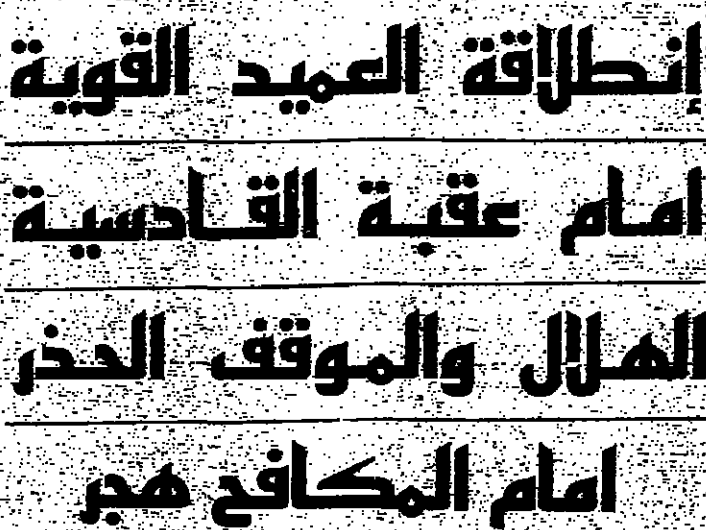 إنطلاقة العميد القوية
امام عقبة القادسية
الهلال والموقف الحذر
امام المكافح هجر